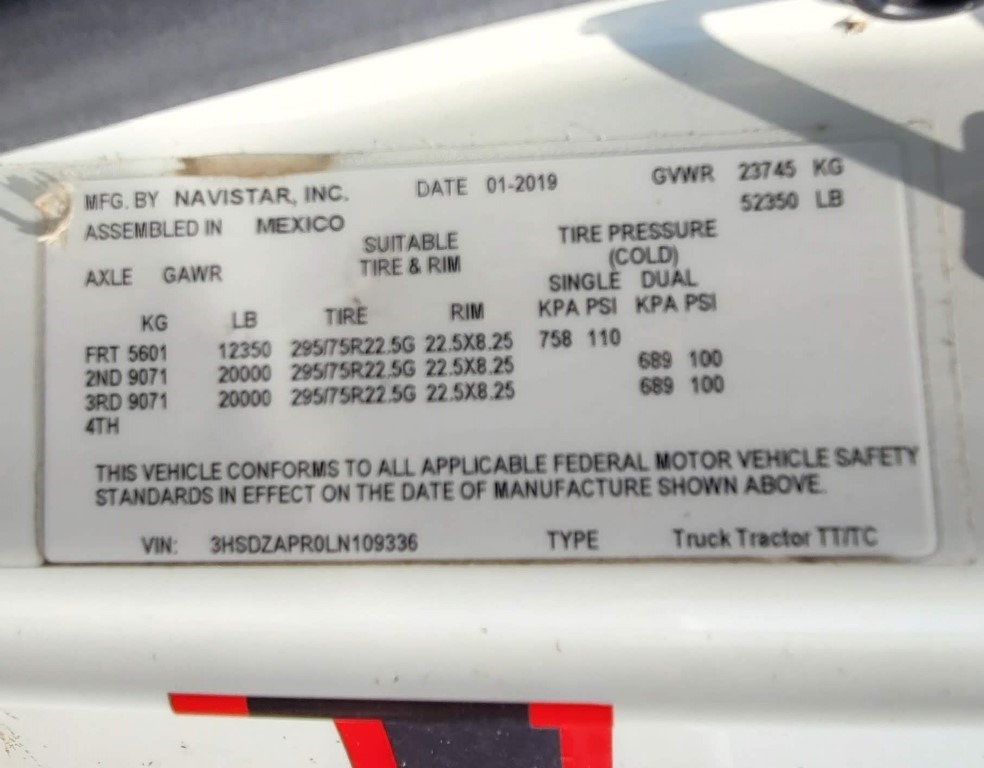 MFG. BY NAVISTAR, INC. DATE 01-2019 GVWR 23745 KG
52350 LB
ASSEMBLED IN MEXICO
SUITABLE TIRE PRESSURE
AXLE GAWR TIRE & RIM (COLD)
SINGLE DUAL
KG LB TIRE RIM KPA PSI KPA PSI
FRT 5601 12350 295/75R22.5G 22.5X8.25 758 110
2ND 9071 20000 295/75R22.5G 22.5X8.25 689 100
3RD 9071 20000 295/75R22.5G 22.5X8.25 689 100
4TH
THIS VEHICLE CONFORMS TO ALL APPLICABLE FEDERAL MOTOR VEHICLE SAFETY
STANDARDS IN EFFECT ON THE DATE OF MANUFACTURE SHOWN ABOVE.
VIN: 3HSDZAPR0LN109336 TYPE Truck Tractor TT/TC